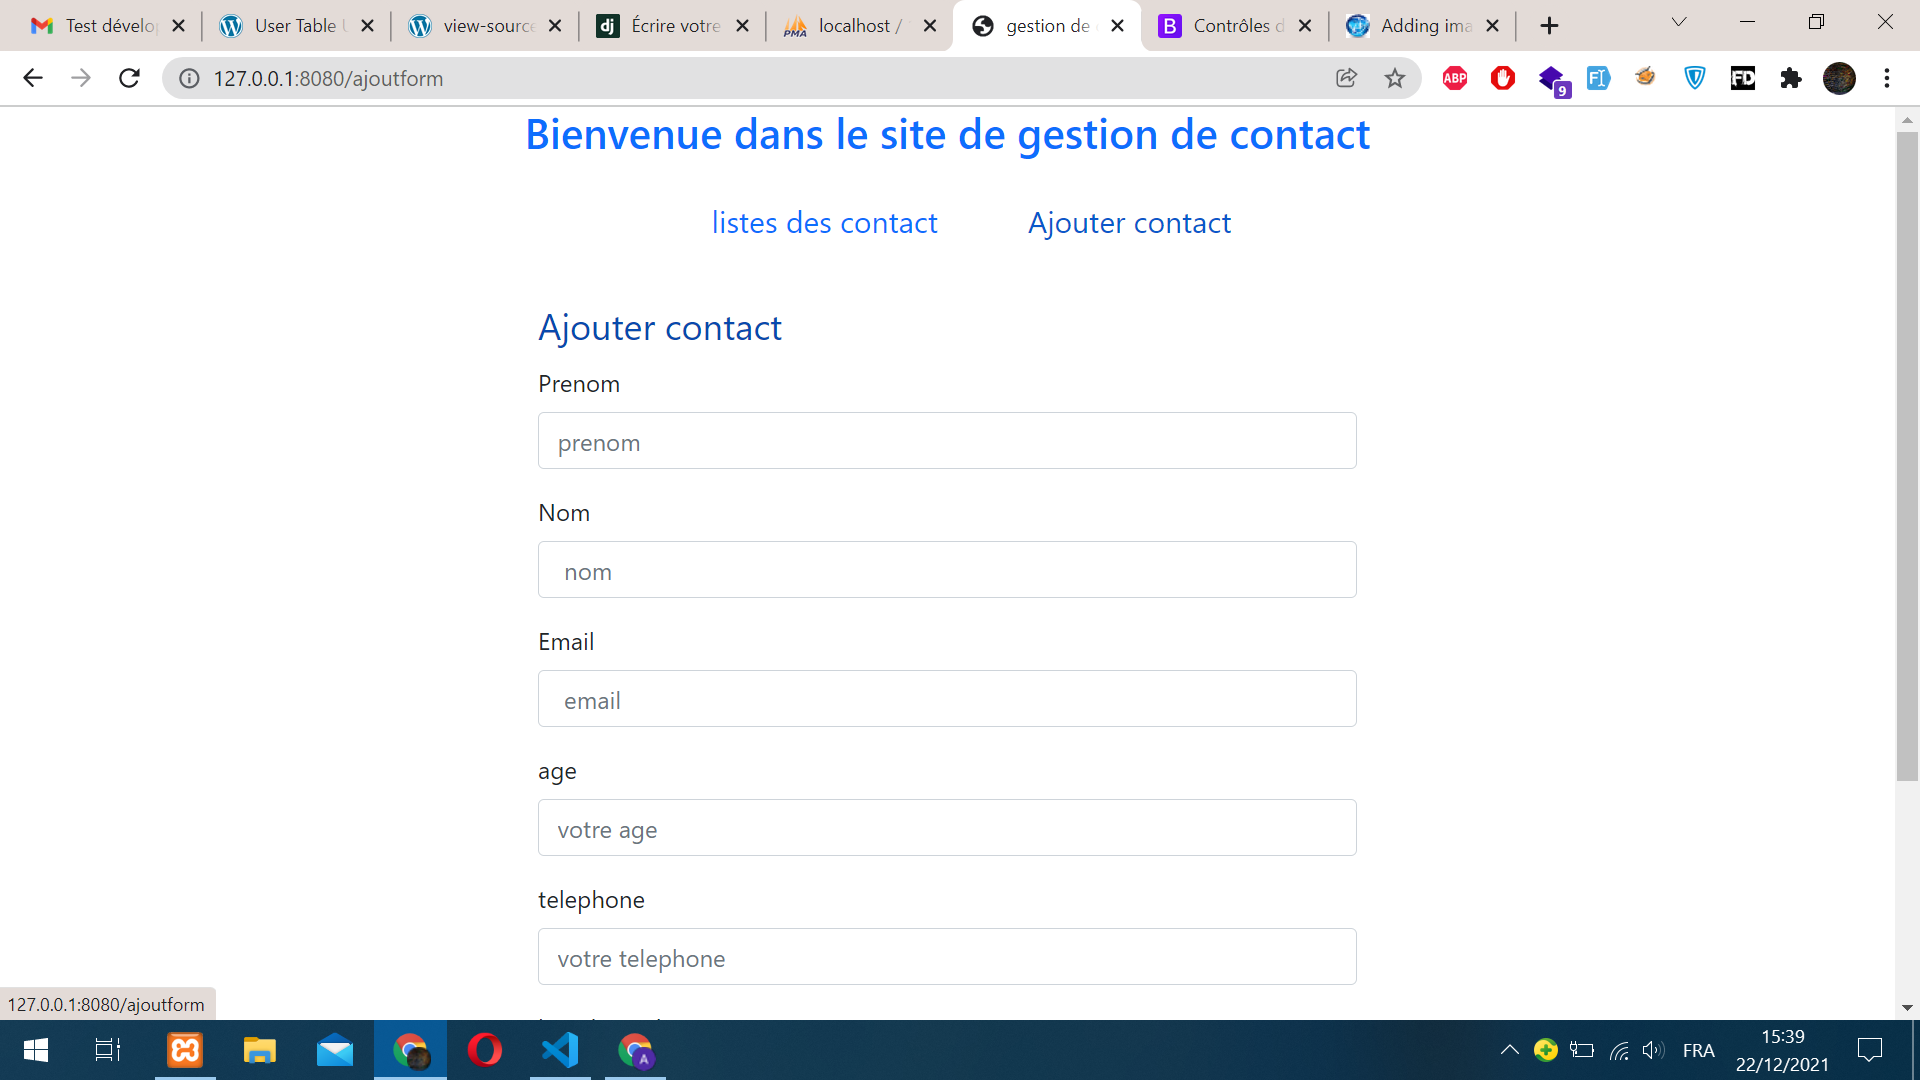 Test dévelop
User Table U
view-source
Écrire votre
localhost /
gestion de
Contrôles d
Adding ima
127.0.0.1:8080/ajoutform
ABP
9
FD
Bienvenue dans le site de gestion de contact
listes des contact
Ajouter contact
Ajouter contact
Prenom
prenom
Nom
nom
Email
email
age
votre age
telephone
votre telephone
127.0.0.1:8080/ajoutform
FRA
15:39
22/12/2021